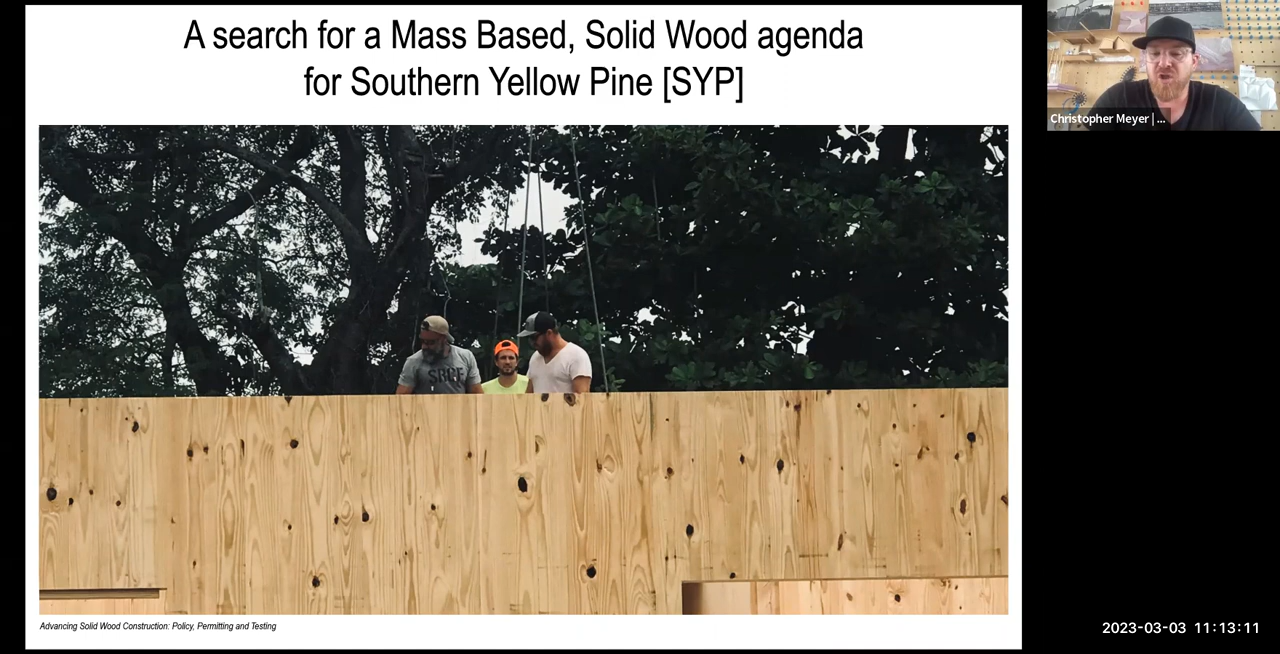 A search for a Mass Based, Solid Wood agenda
for Southern Yellow Pine [SYP]
Christopher Meyer | ...
SBGF
Advancing Solid Wood Construction: Policy, Permitting and Testing
2023-03-03 11:13:11